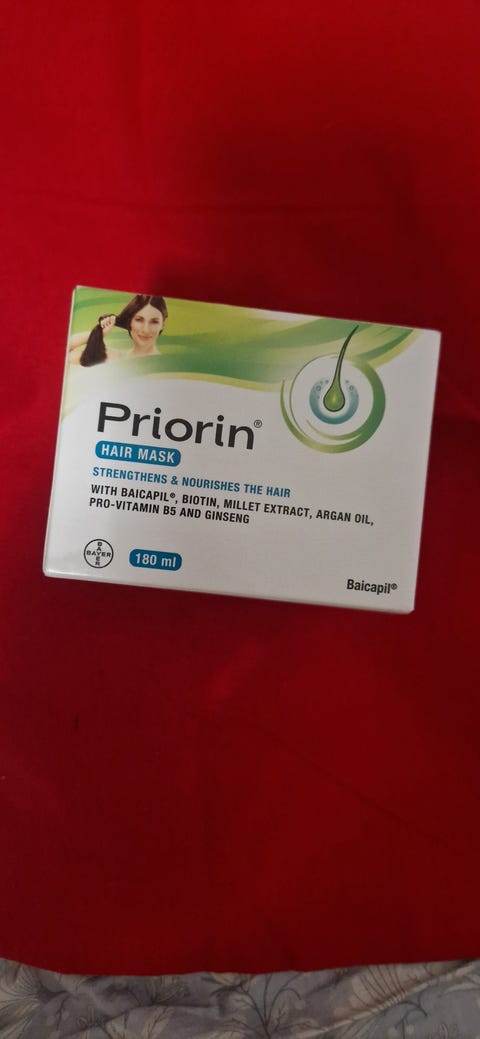 Priorin®
HAIR MASK
STRENGTHENS & NOURISHES THE HAIR
WITH BAICAPIL®, BIOTIN, MILLET EXTRACT, ARGAN OIL,
PRO-VITAMIN B5 AND GINSENG
BAYER
BAYER
180 ml
Baicapil®